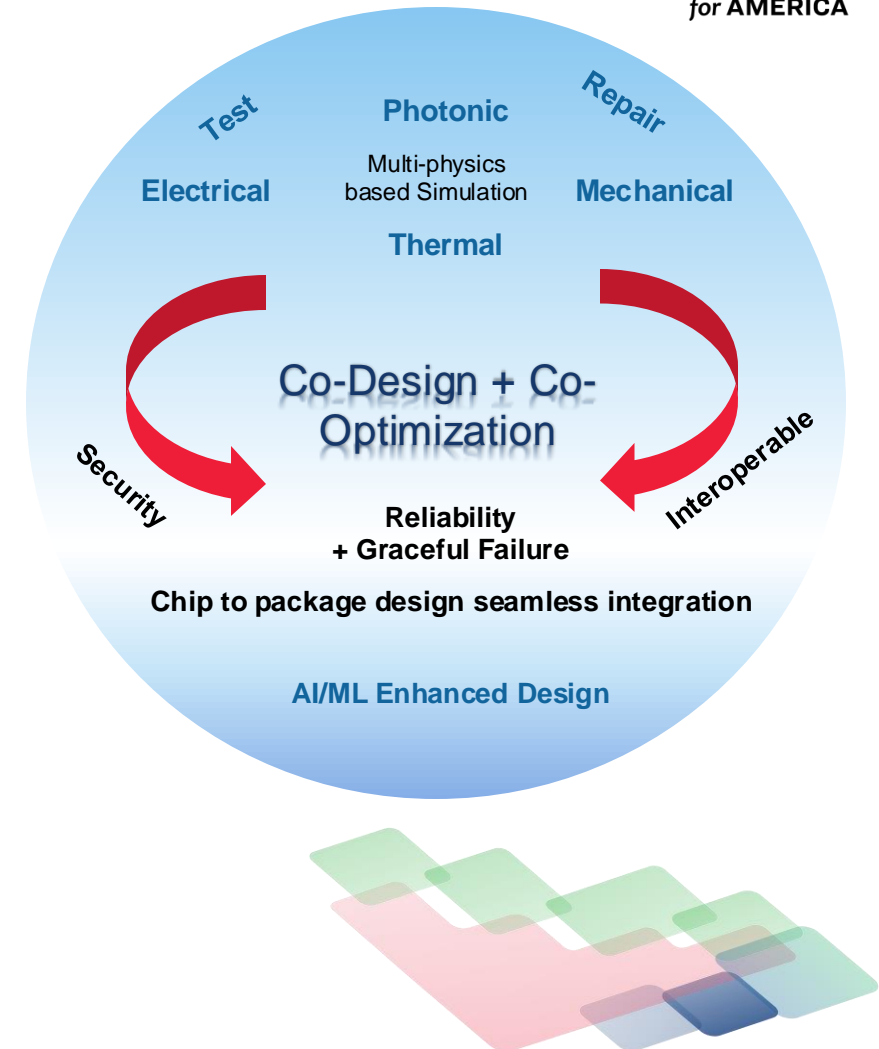 for AMERICA
Test
Photonic
Repair
Multi-physics
based Simulation
Electrical
Mechanical
Thermal
Co-Design + Co-
Optimization
Security
Interoperable
Reliability
+ Graceful Failure
Chip to package design seamless integration
AI/ML Enhanced Design